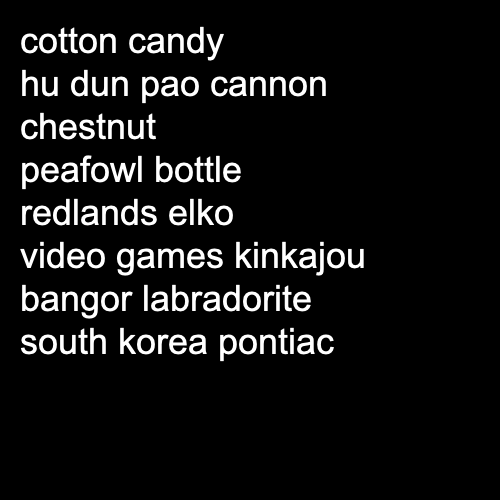 cotton candy
hu dun pao cannon
chestnut
peafowl bottle
redlands elko
video games kinkajou
bangor labradorite
south korea pontiac